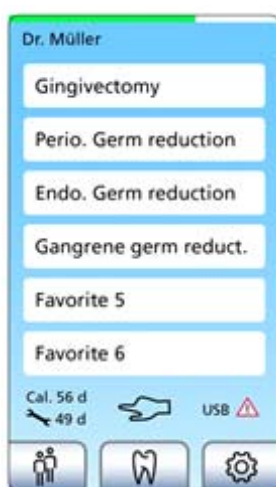 Dr. Müller
Gingivectomy
Perio. Germ reduction
Endo. Germ reduction
Gangrene germ reduct.
Favorite 5
Favorite 6
Cal. 56 d
49 d
USB